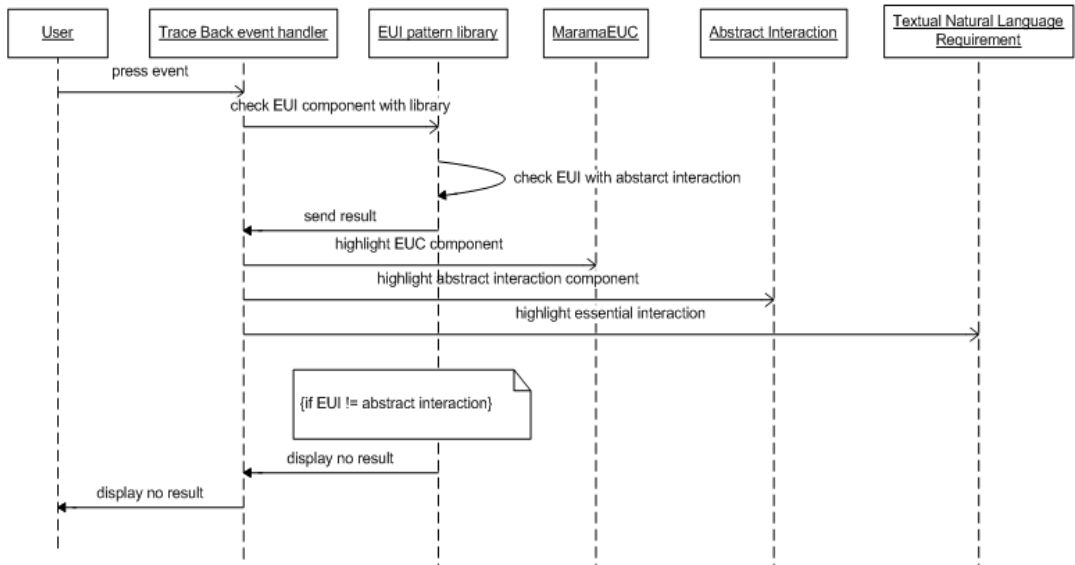 User
Trace Back event handler
EUI pattern library
MaramaEUC
Abstract Interaction
Textual Natural Language
Requirement
press event
check EUI component with library
check EUI with abstarct interaction
send result
highlight EUC component
highlight abstract interaction component
highlight essential interaction
{if EUI != abstract interaction}
display no result
display no result